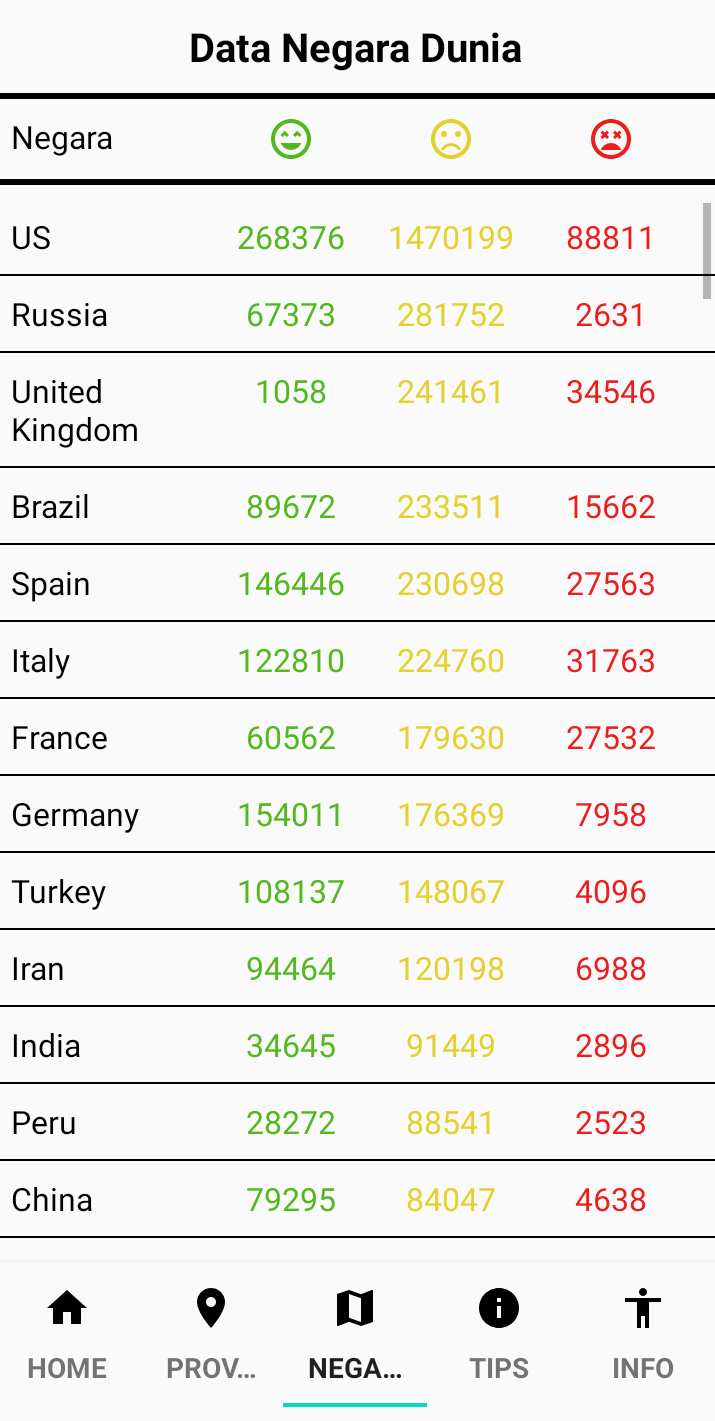 Data Negara Dunia
Negara
US 268376 1470199 88811
Russia 67373 281752 2631
United 1058 241461 34546
Kingdom
Brazil 89672 233511 15662
Spain 146446 230698 27563
Italy 122810 224760 31763
France 60562 179630 27532
Germany 154011 176369 7958
Turkey 108137 148067 4096
Iran 94464 120198 6988
India 34645 91449 2896
Peru 28272 88541 2523
China 79295 84047 4638
HOME PROV... NEGA... TIPS INFO